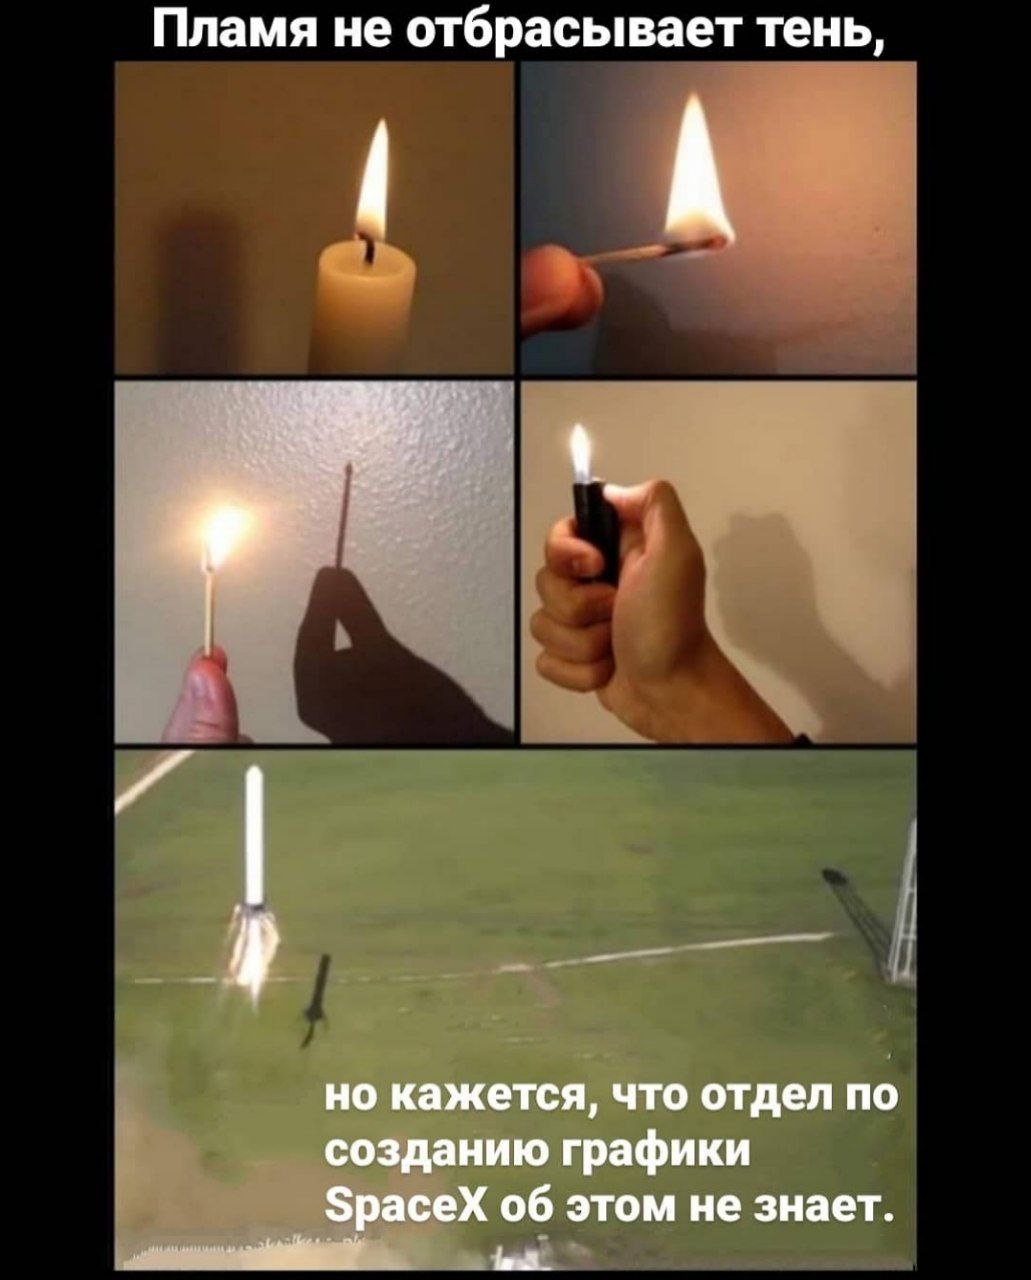 Пламя не отбрасывает тень,
но кажется, что отдел по
созданию графики
SpaceX об этом не знает.